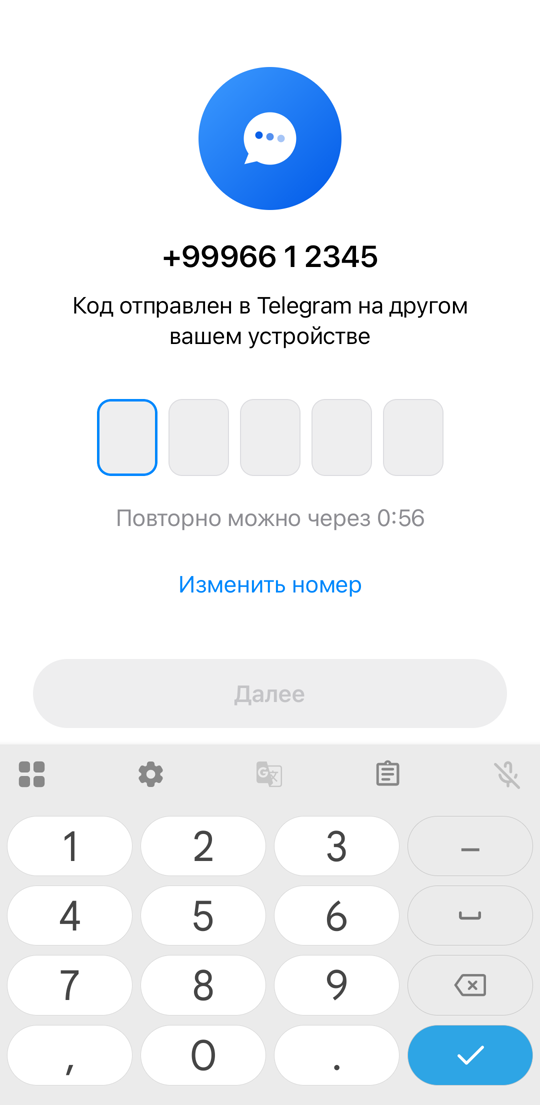 +99966 1 2345
Код отправлен в Telegram на другом
вашем устройстве
Повторно можно через 0:56
Изменить номер
Далее
1 2 3 –
4 5 6
7 8 9
, 0 .